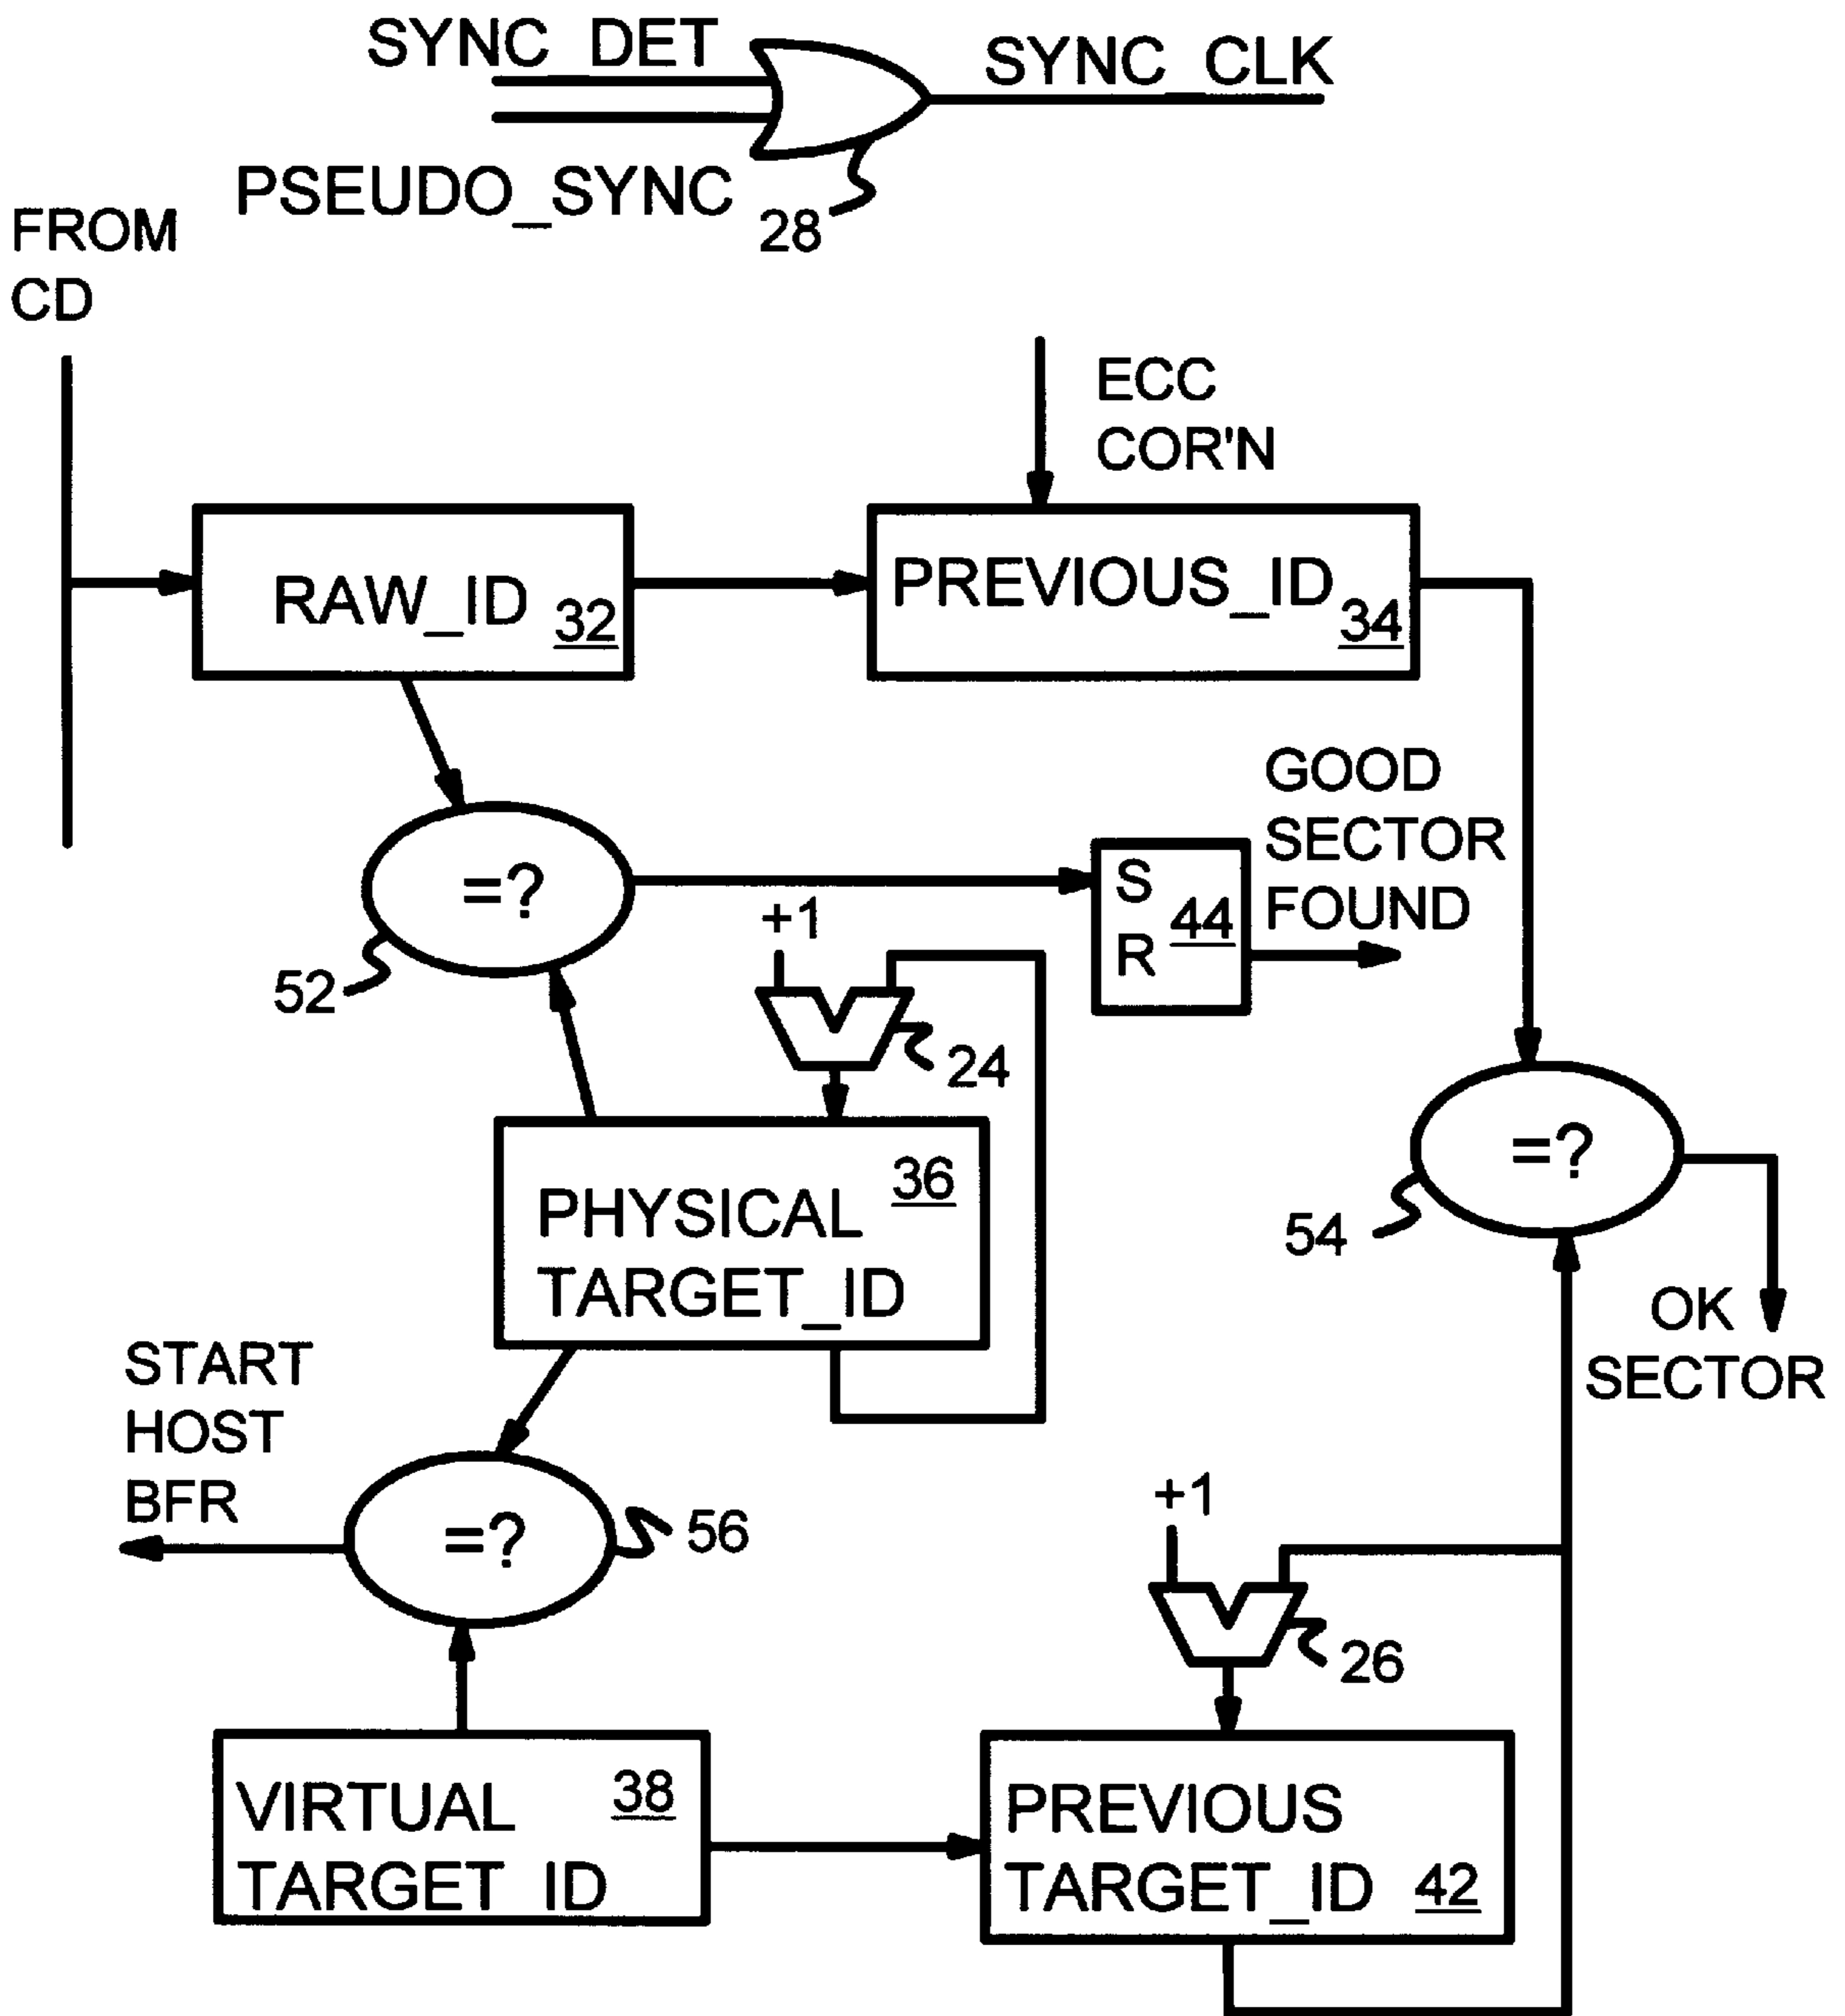 SYNC_DET
SYNC_CLK
PSEUDO_SYNC
28
FROM
CD
ECC
COR'N
RAW_ID 32
PREVIOUS_ID 34
GOOD
SECTOR
FOUND
=?
52
+1
S
R
44
24
36
PHYSICAL
TARGET_ID
=?
54
OK
SECTOR
START
HOST
BFR
=?
56
+1
26
VIRTUAL 38
TARGET_ID
PREVIOUS
TARGET_ID 42